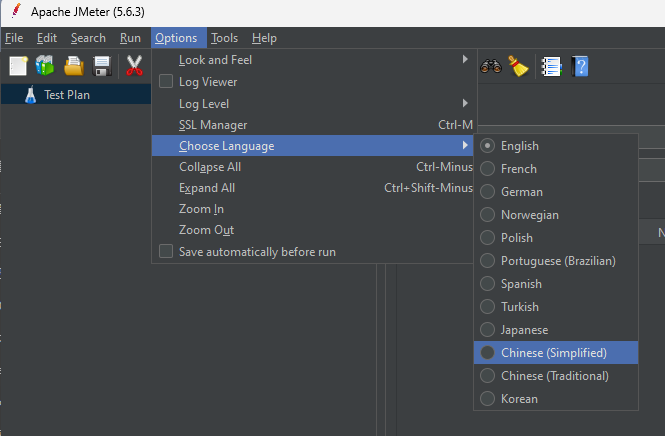 Apache JMeter (5.6.3)
File Edit Search Run Options Tools Help
Test Plan
Look and Feel
Log Viewer
Log Level
SSL Manager Ctrl-M
Choose Language
Collapse All Ctrl-Minus
Expand All Ctrl+Shift-Minus
Zoom In
Zoom Out
Save automatically before run
English
French
German
Norwegian
Polish
Portuguese (Brazilian)
Spanish
Turkish
Japanese
Chinese (Simplified)
Chinese (Traditional)
Korean